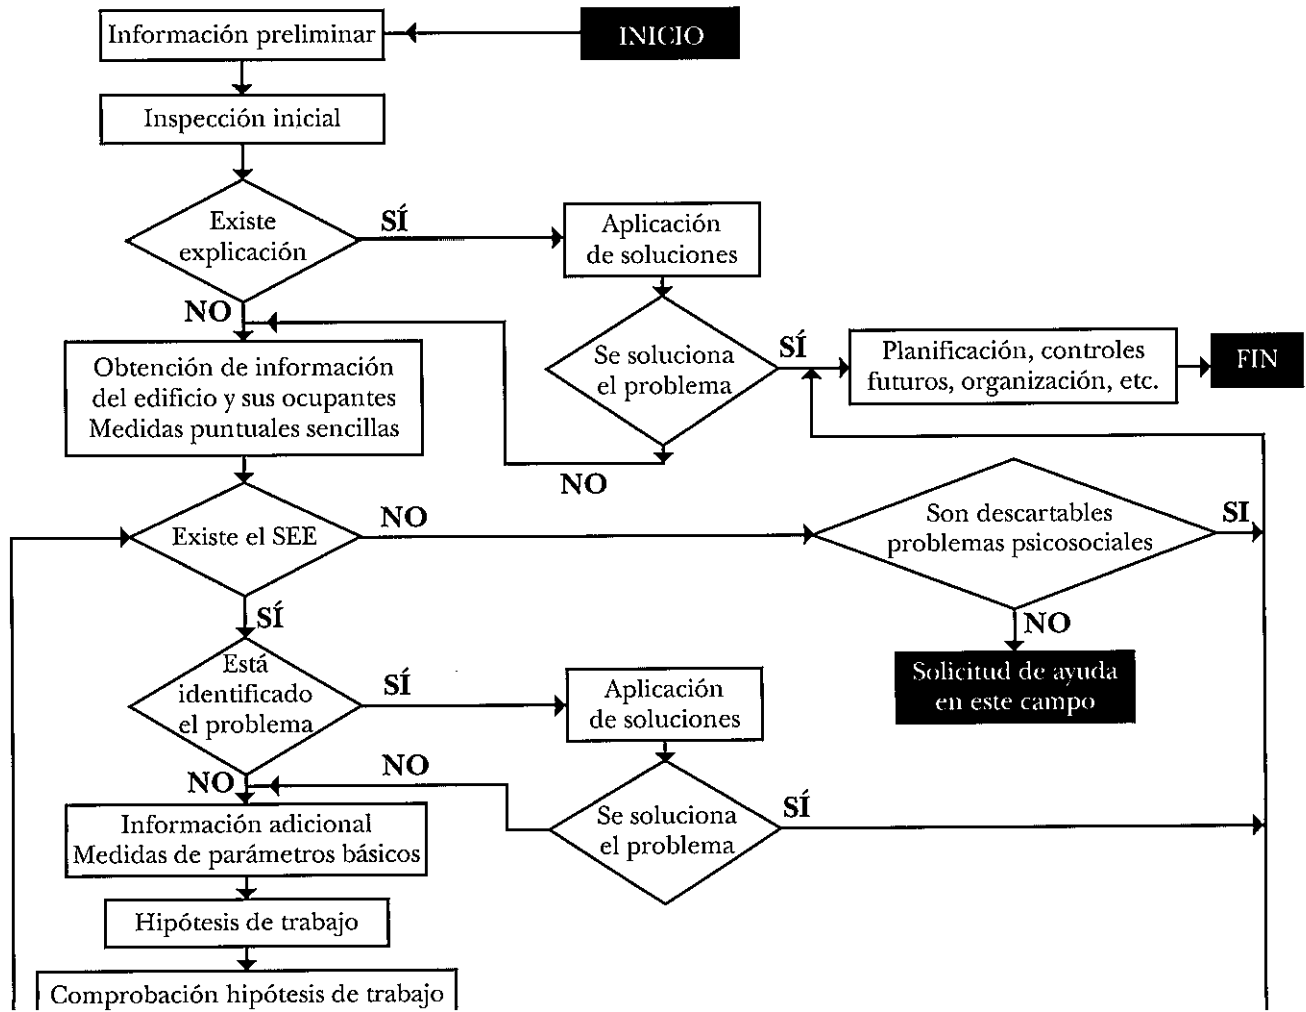 INICIO
Información preliminar
Inspección inicial
Existe
explicación
SÍ
Aplicación
de soluciones
NO
Se soluciona
el problema
SÍ
Planificación, controles
futuros, organización, etc.
FIN
Obtención de información
del edificio y sus ocupantes
Medidas puntuales sencillas
NO
Existe el SEE
NO
Son descartables
problemas psicosociales
SI
SÍ
NO
Solicitud de ayuda
en este campo
Está
identificado
el problema
SÍ
Aplicación
de soluciones
NO
NO
Se soluciona
el problema
SÍ
Información adicional
Medidas de parámetros básicos
Hipótesis de trabajo
Comprobación hipótesis de trabajo